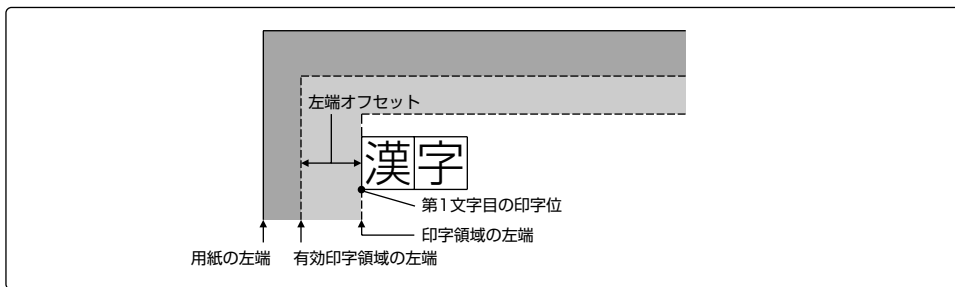 左端オフセット
漢字
第1文字目の印字位
印字領域の左端
用紙の左端
有効印字領域の左端